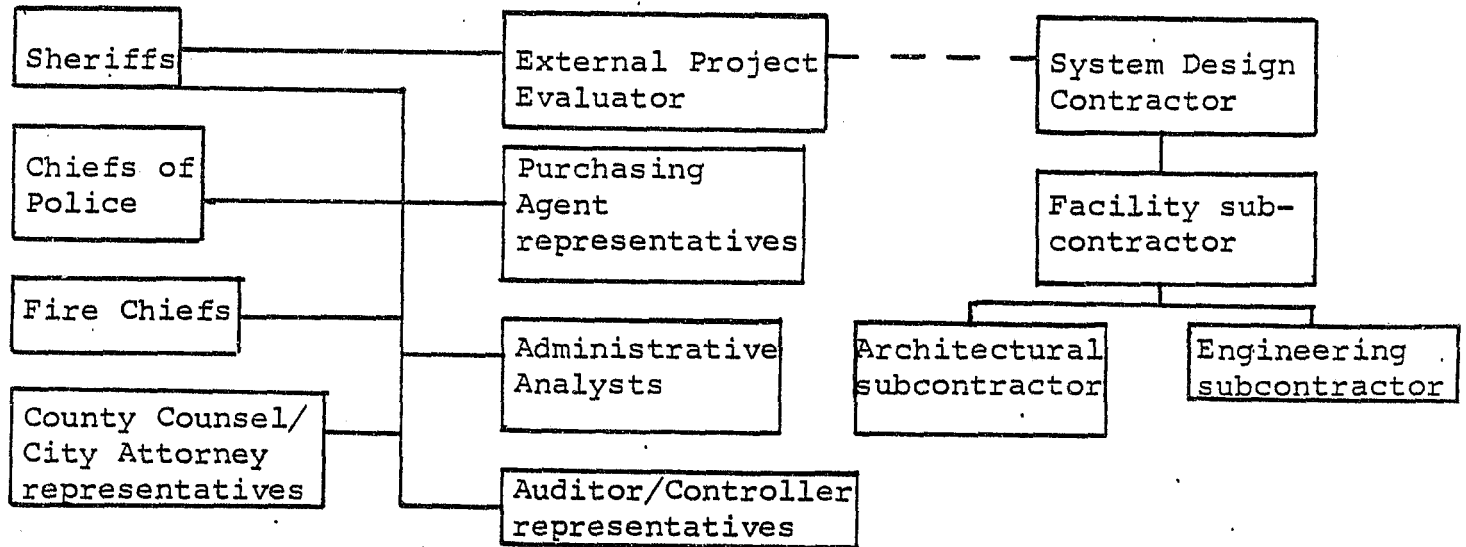 Sheriffs
External Project
Evaluator
System Design
Contractor
Chiefs of
Police
Purchasing
Agent
representatives
Facility sub-
contractor
Fire Chiefs
Administrative
Analysts
Architectural
subcontractor
Engineering
subcontractor
County Counsel/
City Attorney
representatives
Auditor/Controller
representatives